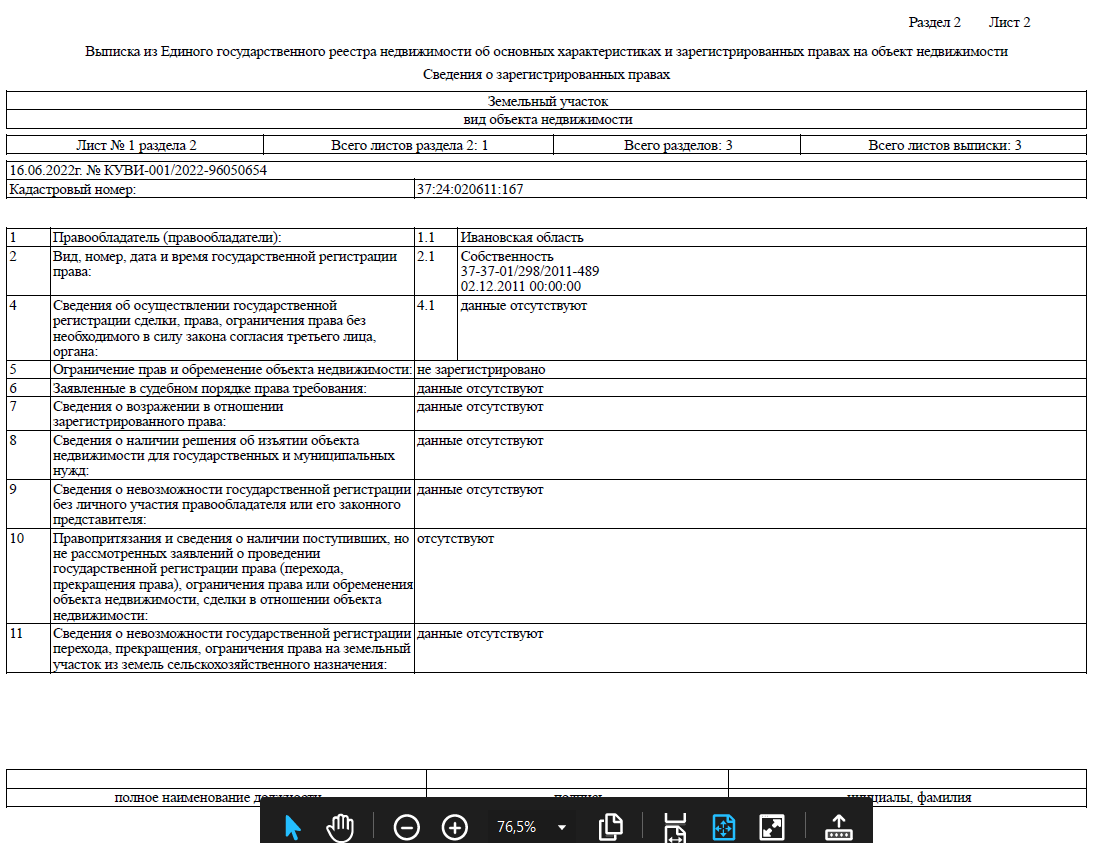 Раздел 2 Лист 2
Выписка из Единого государственного реестра недвижимости об основных характеристиках и зарегистрированных правах на объект недвижимости
Сведения о зарегистрированных правах
Земельный участок
вид объекта недвижимости
Лист № 1 раздела 2 Всего листов раздела 2: 1 Всего разделов: 3 Всего листов выписки: 3
16.06.2022г. № КУВИ-001/2022-96050654
Кадастровый номер: 37:24:020611:167
1 Правообладатель (правообладатели): 1.1 Ивановская область
2 Вид, номер, дата и время государственной регистрации права: 2.1 Собственность
37-37-01/298/2011-489
02.12.2011 00:00:00
4 Сведения об осуществлении государственной 4.1 данные отсутствуют
регистрации сделки, права, ограничения права без
необходимого в силу закона согласия третьего лица,
органа:
5 Ограничение прав и обременение объекта недвижимости: не зарегистрировано
6 Заявленные в судебном порядке права требования: данные отсутствуют
7 Сведения о возражении в отношении данные отсутствуют
зарегистрированного права:
8 Сведения о наличии решения об изъятии объекта данные отсутствуют
недвижимости для государственных и муниципальных
нужд:
9 Сведения о невозможности государственной регистрации данные отсутствуют
без личного участия правообладателя или его законного
представителя:
10 Правопритязания и сведения о наличии поступивших, но отсутствуют
не рассмотренных заявлений о проведении
государственной регистрации права (перехода,
прекращения права), ограничения права или обременения
объекта недвижимости, сделки в отношении объекта
недвижимости:
11 Сведения о невозможности государственной регистрации данные отсутствуют
перехода, прекращения, ограничения права на земельный
участок из земель сельскохозяйственного назначения:
полное наименование должности подпись инициалы, фамилия
76,5%